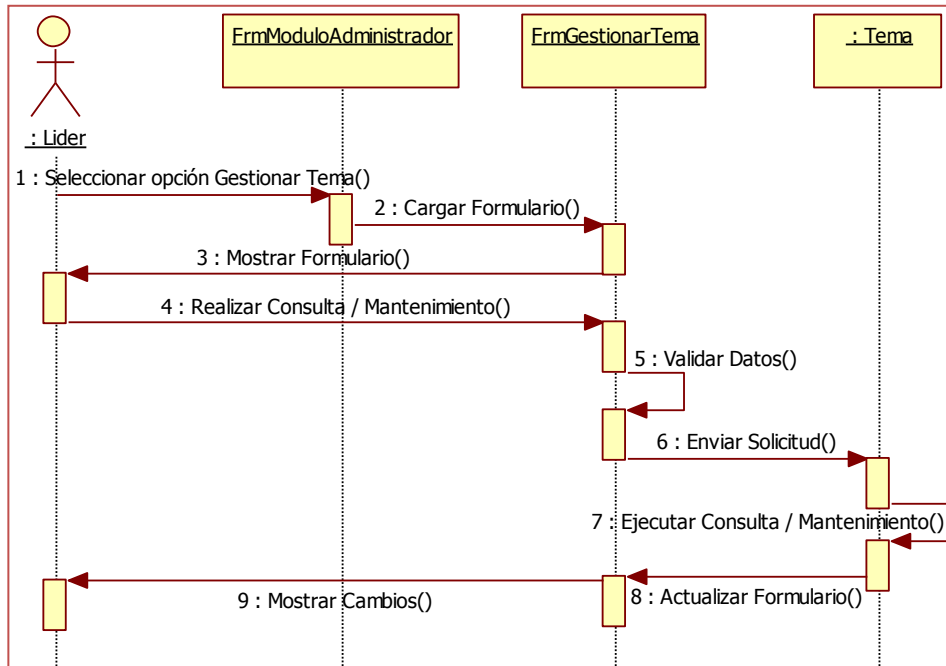 FrmModuloAdministrador
FrmGestionarTema
: Tema
: Lider
1 : Seleccionar opción Gestionar Tema()
2 : Cargar Formulario()
3 : Mostrar Formulario()
4 : Realizar Consulta / Mantenimiento()
5 : Validar Datos()
6 : Enviar Solicitud()
7 : Ejecutar Consulta / Mantenimiento()
8 : Actualizar Formulario()
9 : Mostrar Cambios()